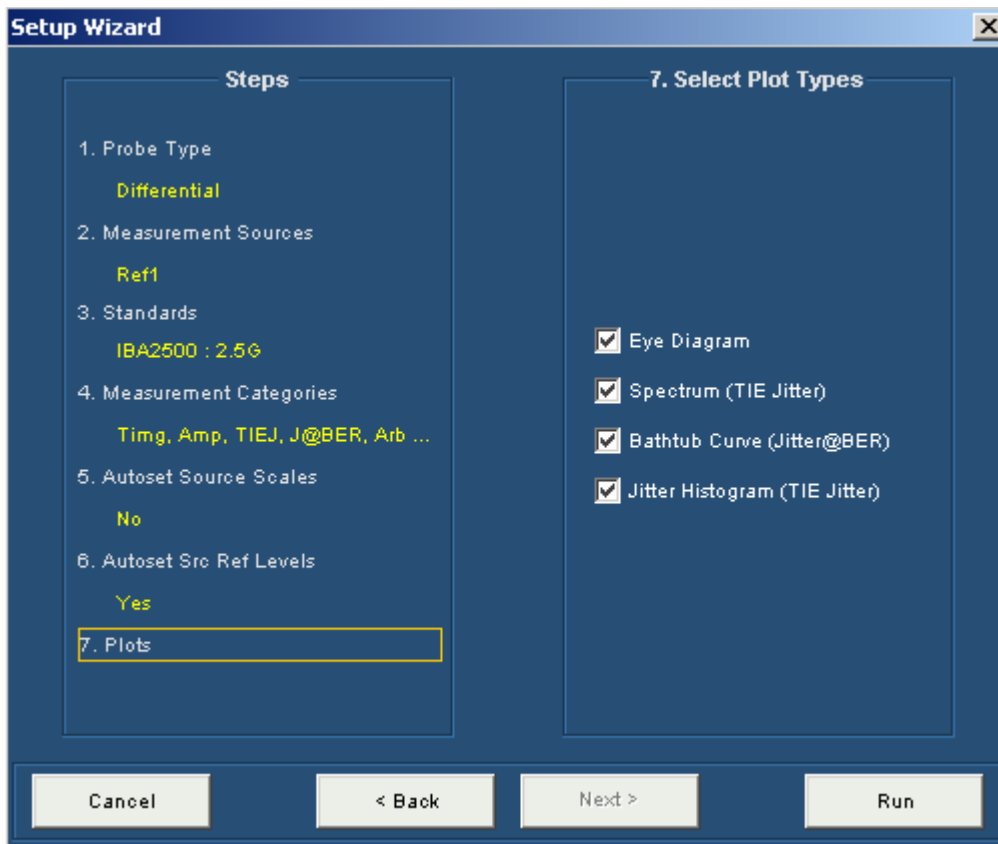 Setup Wizard
Steps
1. Probe Type
Differential
2. Measurement Sources
Ref1
3. Standards
IBA2500 : 2.5G
4. Measurement Categories
Timg, Amp, TIEJ, J@BER, Arb ...
5. Autoset Source Scales
No
6. Autoset Src Ref Levels
Yes
7. Plots
7. Select Plot Types
Eye Diagram
Spectrum (TIE Jitter)
Bathtub Curve (Jitter@BER)
Jitter Histogram (TIE Jitter)
Cancel
< Back
Next >
Run